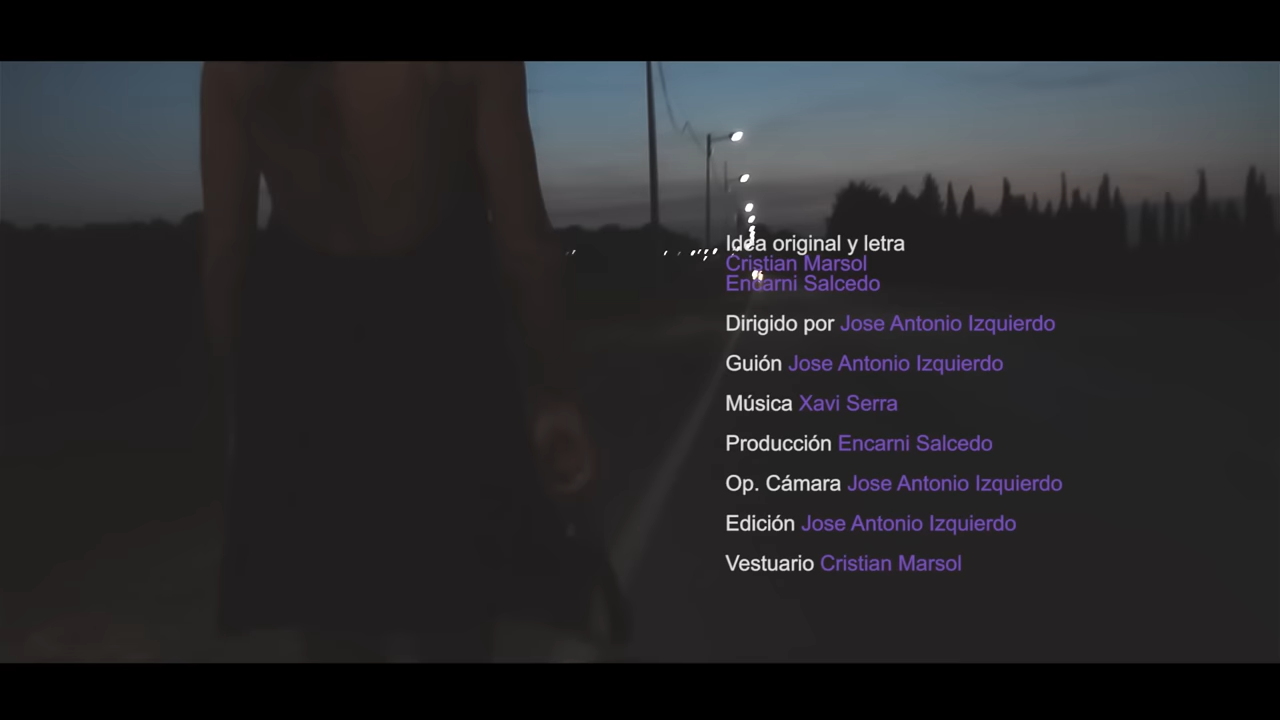 Idea original y letra
Cristian Marsol
Encarni Salcedo
Dirigido por Jose Antonio Izquierdo
Guión Jose Antonio Izquierdo
Música Xavi Serra
Producción Encarni Salcedo
Op. Cámara Jose Antonio Izquierdo
Edición Jose Antonio Izquierdo
Vestuario Cristian Marsol